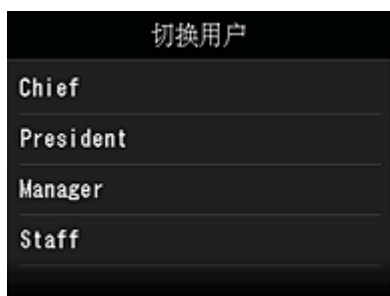 切换用户
Chief
President
Manager
Staff